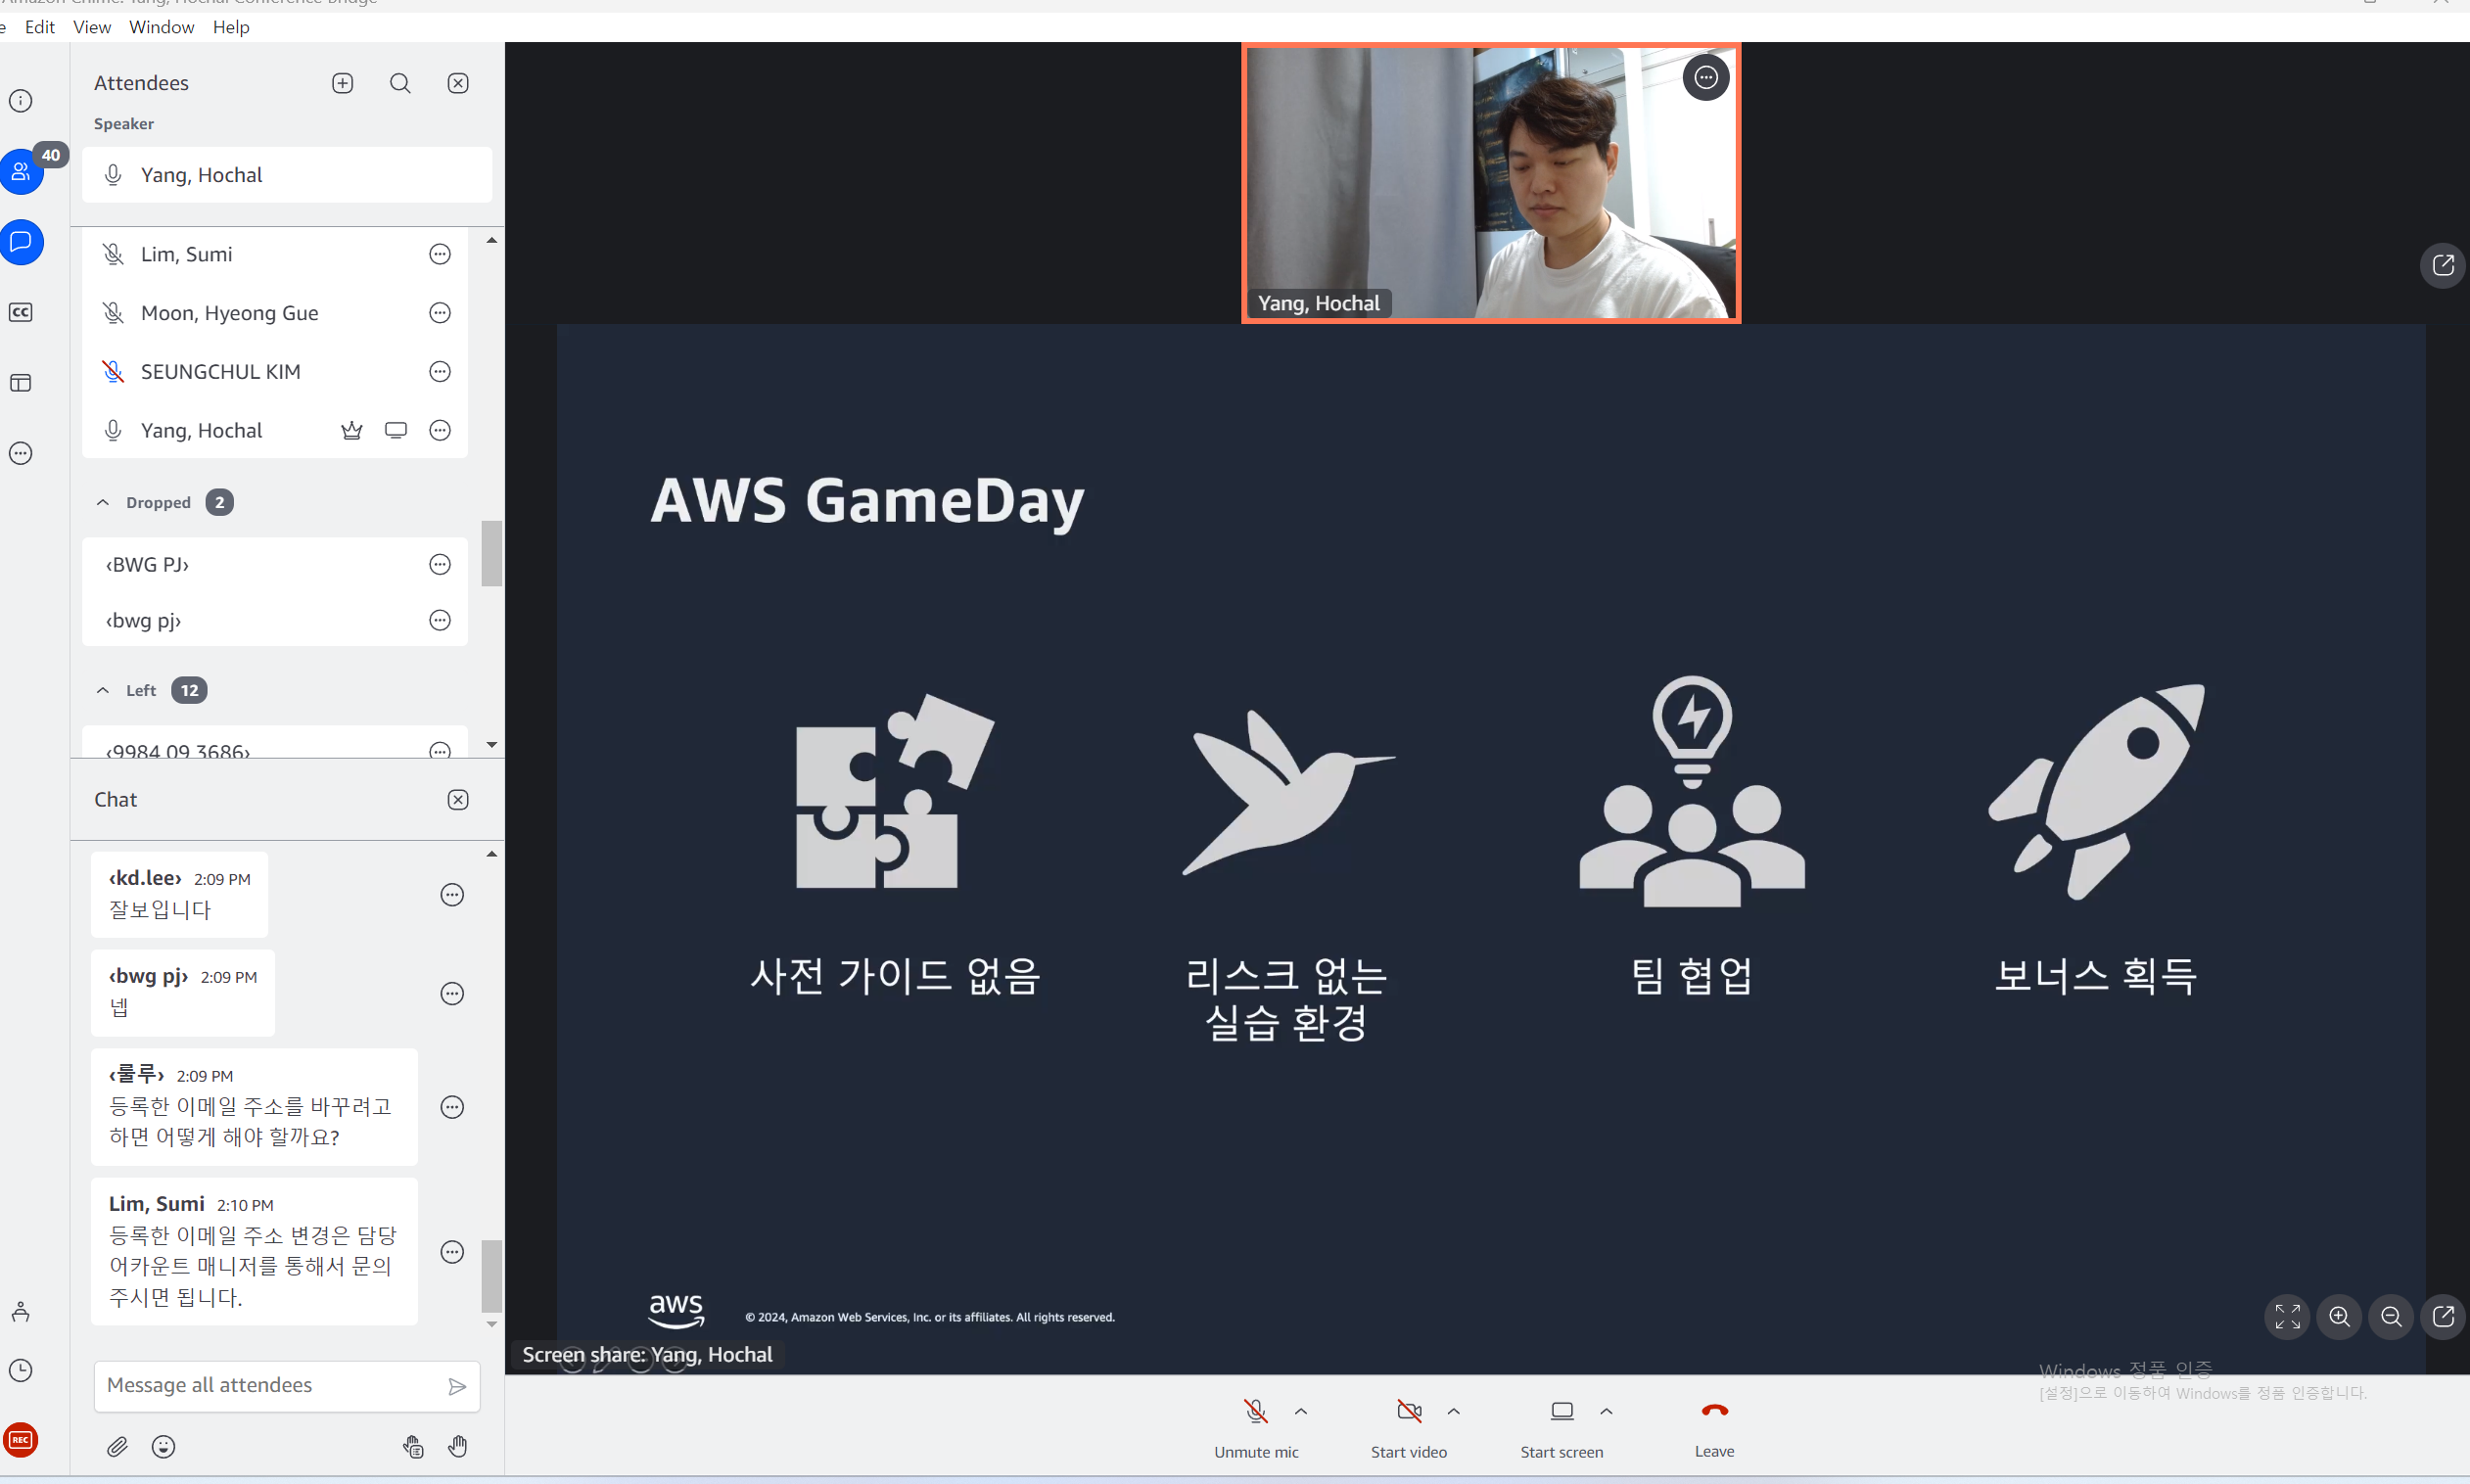 Amazon Chime: Yang, Hochal Conference Bridge
Edit View Window Help
Attendees
Speaker
40
Yang, Hochal
Lim, Sumi
Moon, Hyeong Gue
CC
SEUNGCHUL KIM
Yang, Hochal
Dropped 2
‹BWG PJ›
‹bwg pj›
Left 12
‹9984 09 3686›
Chat
‹kd.lee› 2:09 PM
잘보입니다
‹bwg pj› 2:09 PM
넵
‹룰루› 2:09 PM
등록한 이메일 주소를 바꾸려고
하면 어떻게 해야 할까요?
Lim, Sumi 2:10 PM
등록한 이메일 주소 변경은 담당
어카운트 매니저를 통해서 문의
주시면 됩니다.
Message all attendees
REC
Yang, Hochal
AWS GameDay
사전 가이드 없음
리스크 없는
실습 환경
팀 협업
보너스 획득
aws
© 2024, Amazon Web Services, Inc. or its affiliates. All rights reserved.
Screen share: Yang, Hochal
Windows 정품 인증
[설정]으로 이동하여 Windows를 정품 인증합니다.
Unmute mic
Start video
Start screen
Leave